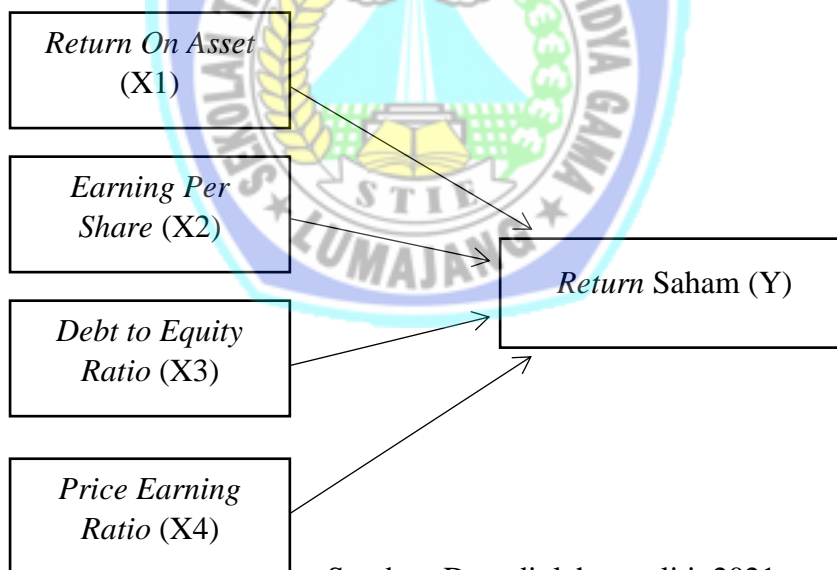 Return On Asset
(X1)
Earning Per
Share (X2)
Debt to Equity
Ratio (X3)
Price Earning
Ratio (X4)
Return Saham (Y)
STIE
LUMAJANG